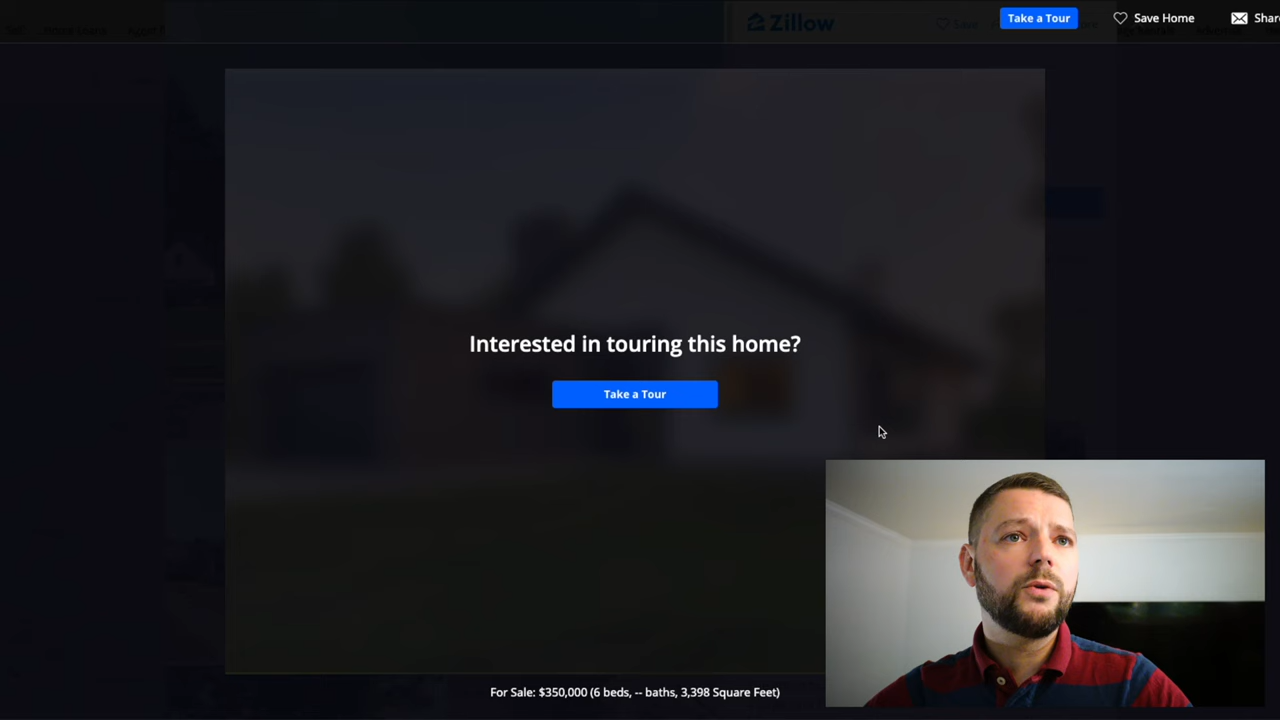 Zillow
Take a Tour
Save Home
Shar
Interested in touring this home?
Take a Tour
For Sale: $350,000 (6 beds, -- baths, 3,398 Square Feet)